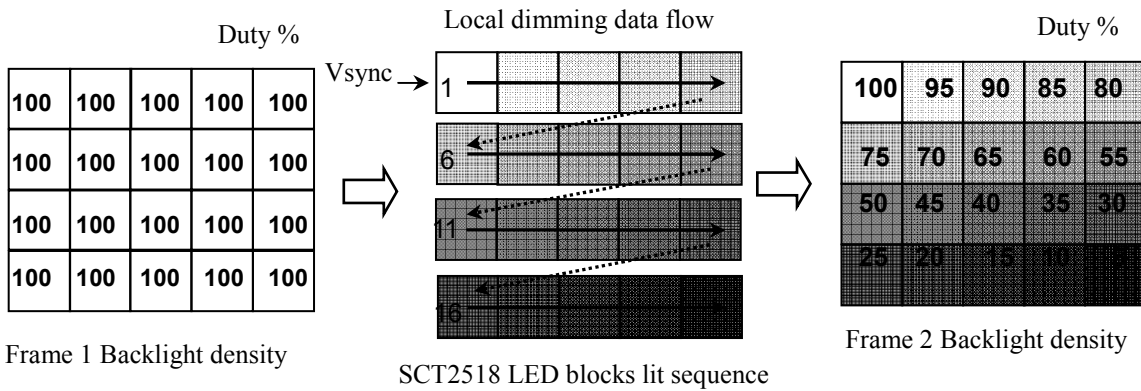 Duty %
100 100 100 100 100
100 100 100 100 100
100 100 100 100 100
100 100 100 100 100
Frame 1 Backlight density
Local dimming data flow
Vsync
1
6
11
16
SCT2518 LED blocks lit sequence
Duty %
100 95 90 85 80
75 70 65 60 55
50 45 40 35 30
25 20 15 10
Frame 2 Backlight density